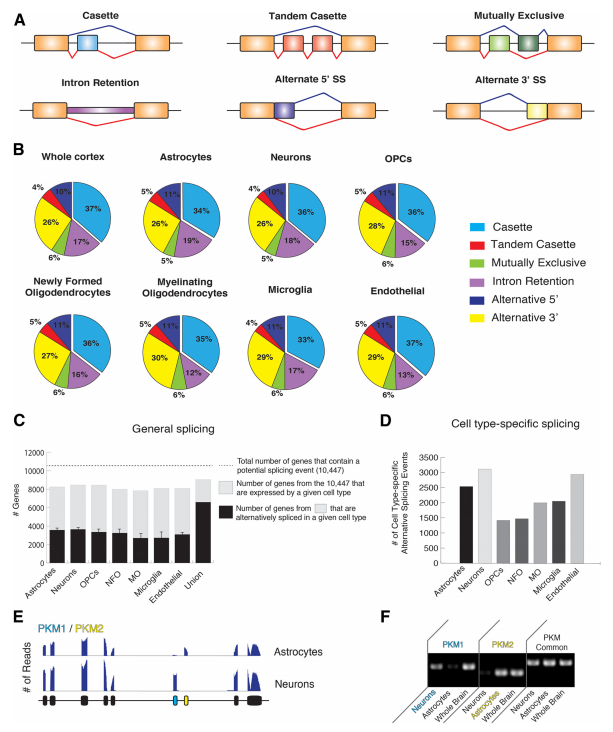 A
Casette
Tandem Casette
Mutually Exclusive
Intron Retention
Alternate 5' SS
Alternate 3' SS
B
Whole cortex
Astrocytes
Neurons
OPCs
4%
10%
37%
26%
17%
6%
5%
11%
34%
26%
19%
5%
4%
10%
36%
26%
18%
5%
5%
11%
36%
28%
15%
6%
Casette
Tandem Casette
Mutually Exclusive
Intron Retention
Alternative 5'
Alternative 3'
Newly Formed
Oligodendrocytes
Myelinating
Oligodendrocytes
Microglia
Endothelial
5%
11%
36%
27%
16%
6%
5%
11%
35%
30%
12%
6%
4%
11%
33%
29%
17%
6%
5%
11%
37%
29%
13%
6%
C
General splicing
# Genes
12000
10000
8000
6000
4000
2000
0
Total number of genes that contain a
potential splicing event (10,447)
Number of genes from the 10,447 that
are expressed by a given cell type
Number of genes from that are
alternatively spliced in a given cell type
Astrocytes
Neurons
OPCs
NFO
MO
Microglia
Endothelial
Union
D
Cell type-specific splicing
# of Cell Type-specific
Alternative Splicing Events
3500
3000
2500
2000
1500
1000
500
0
Astrocytes
Neurons
OPCs
NFO
MO
Microglia
Endothelial
E
PKM1 / PKM2
# of Reads
Astrocytes
Neurons
F
PKM1
PKM2
PKM
Common
Neurons
Astrocytes
Whole Brain
Neurons
Astrocytes
Whole Brain
Neurons
Astrocytes
Whole Brain